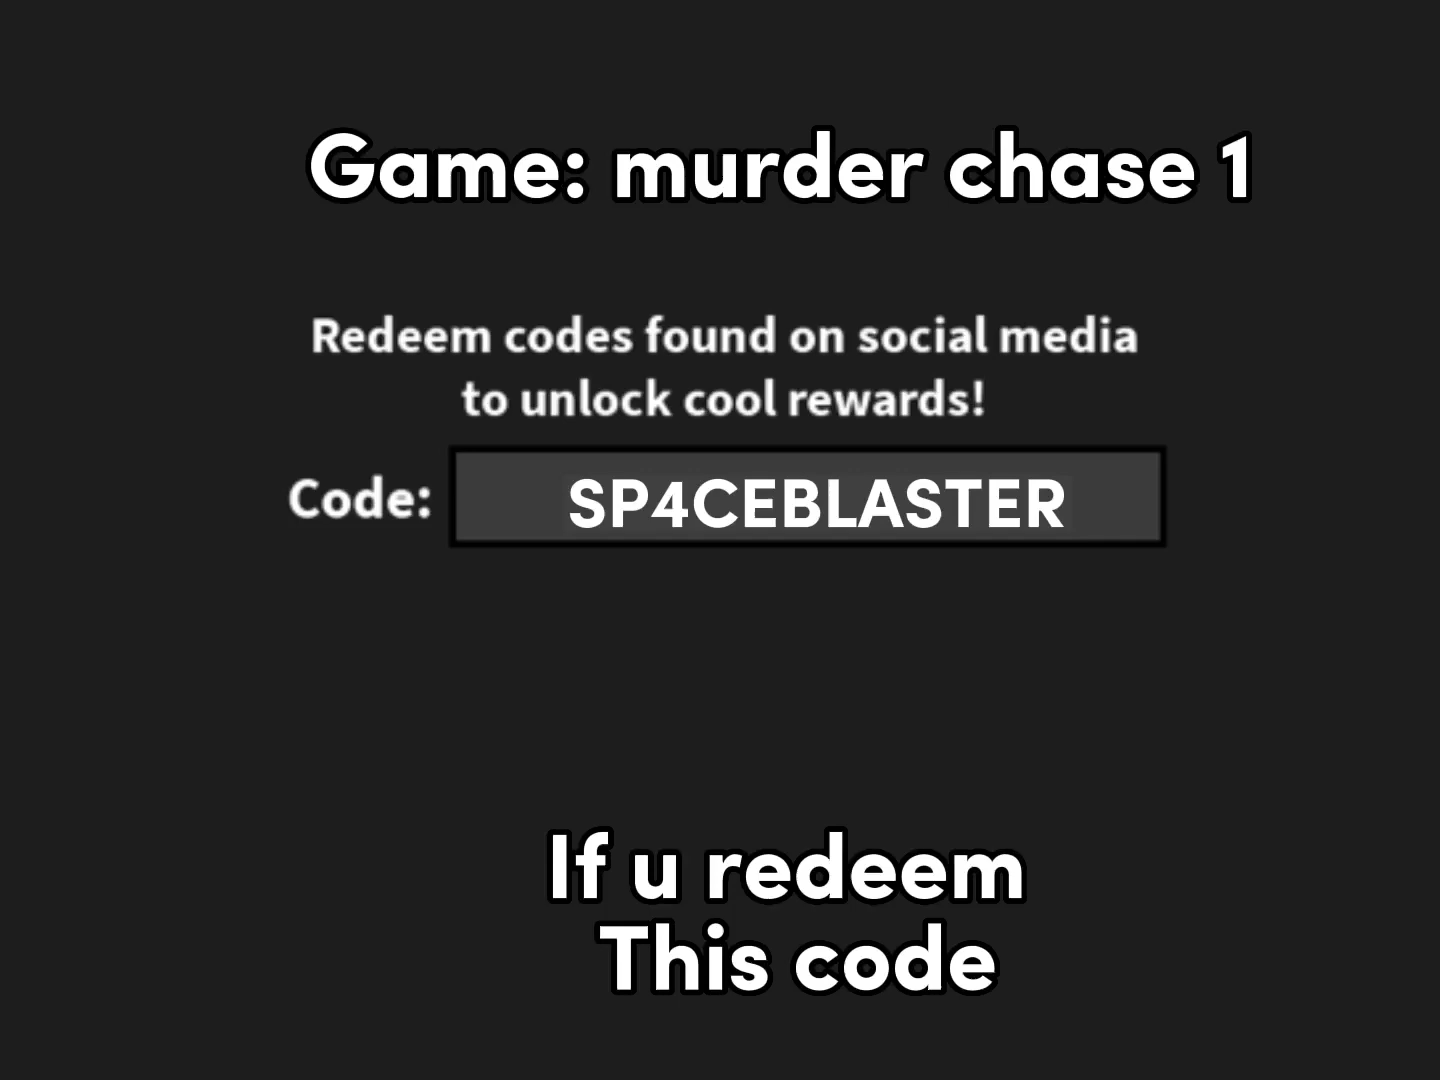 Game: murder chase 1
Redeem codes found on social media
to unlock cool rewards!
Code: SP4CEBLASTER
If u redeem
This code